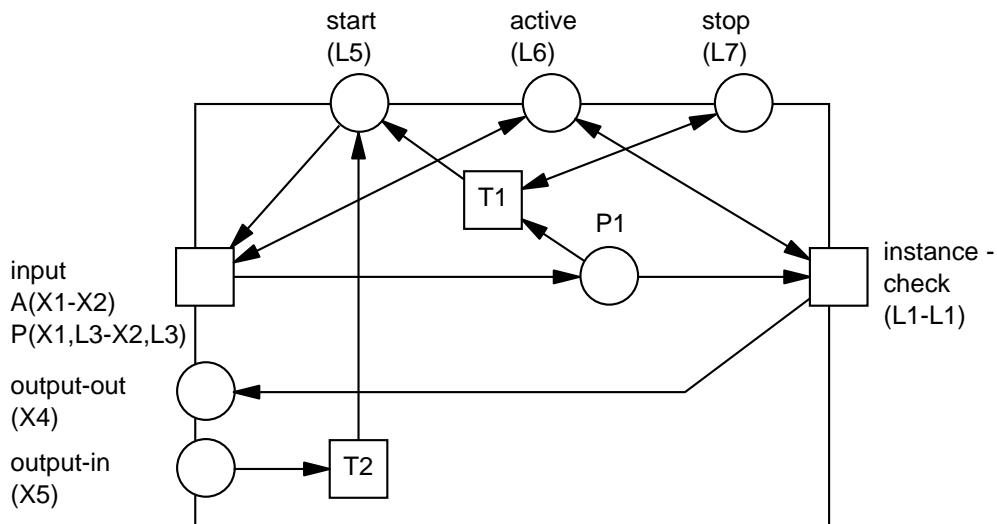 start
(L5)
active
(L6)
stop
(L7)
T1
P1
input
A(X1-X2)
P(X1,L3-X2,L3)
instance -
check
(L1-L1)
output-out
(X4)
output-in
(X5)
T2